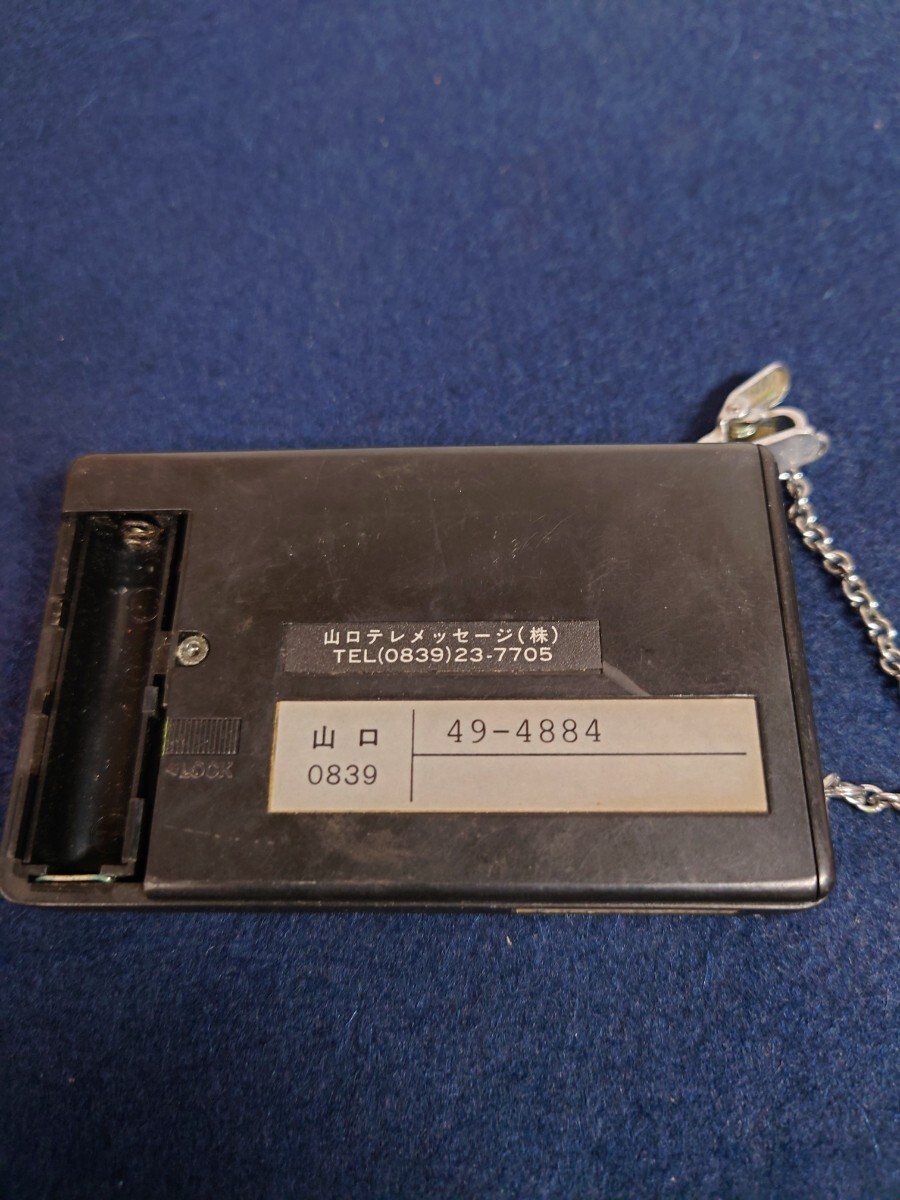 山口テレメッセージ(株)
TEL(0839)23-7705
山口
49-4884
0839
LOCK